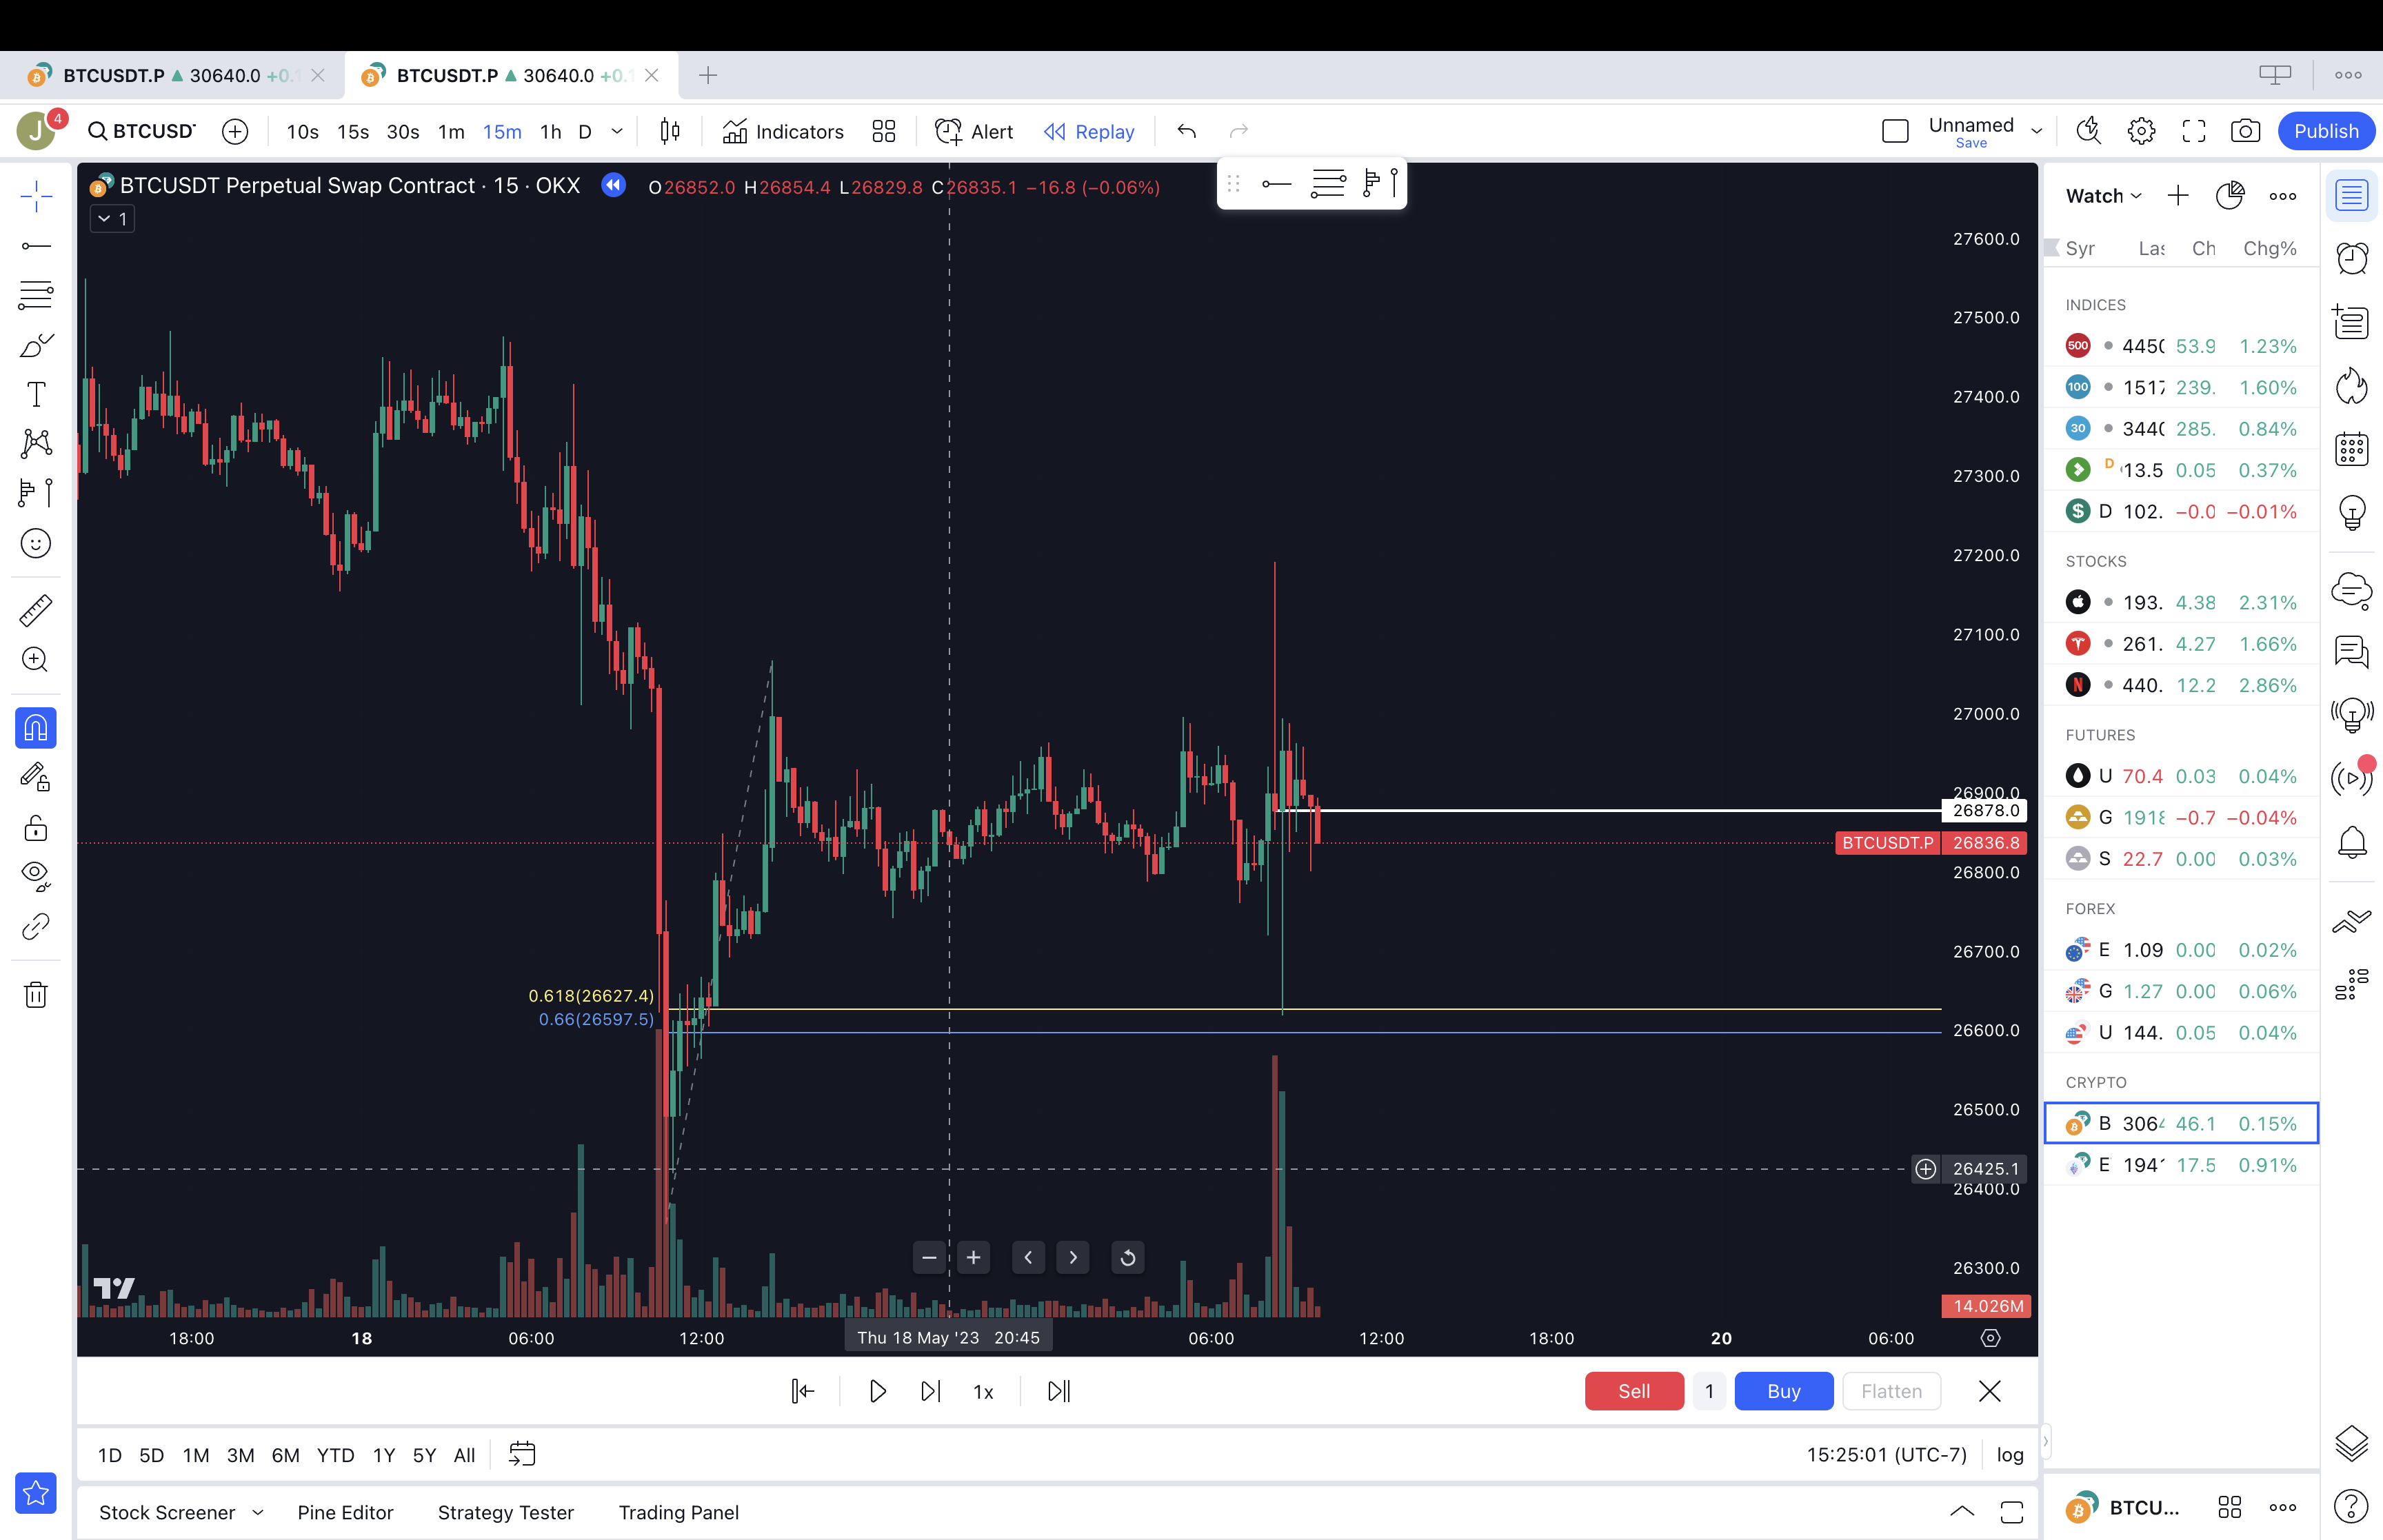 BTCUSDT.P ▲ 30640.0 BTCUSDT.P ▲ 30640.0
J 4 BTCUSD 10s 15s 30s 1m 15m 1h D Indicators Alert Replay Unnamed Publish
Save
BTCUSDT Perpetual Swap Contract · 15 · OKX O26852.0 H26854.4 L26829.8 C26835.1 −16.8 (−0.06%)
1
27600.0
27500.0
27400.0
27300.0
27200.0
27100.0
27000.0
26900.0
26878.0
BTCUSDT.P 26836.8
26800.0
26700.0
0.618(26627.4)
0.66(26597.5)
26600.0
26500.0
26425.1
26400.0
26300.0
14.026M
18:00 18 06:00 12:00 Thu 18 May '23 20:45 06:00 12:00 18:00 20 06:00
1x Sell 1 Buy Flatten
1D 5D 1M 3M 6M YTD 1Y 5Y All 15:25:01 (UTC-7) log
Stock Screener Pine Editor Strategy Tester Trading Panel
Watch
Syr Ch Chg%
INDICES
500 445 53.9 1.23%
100 1517 239. 1.60%
30 344 285. 0.84%
D 13.5 0.05 0.37%
$ D 102. −0.0 −0.01%
STOCKS
193. 4.38 2.31%
261. 4.27 1.66%
N 440. 12.2 2.86%
FUTURES
U 70.4 0.03 0.04%
G 1918 −0.7 −0.04%
S 22.7 0.00 0.03%
FOREX
E 1.09 0.00 0.02%
G 1.27 0.00 0.06%
U 144. 0.05 0.04%
CRYPTO
B 306 46.1 0.15%
E 194 17.5 0.91%
BTCU...